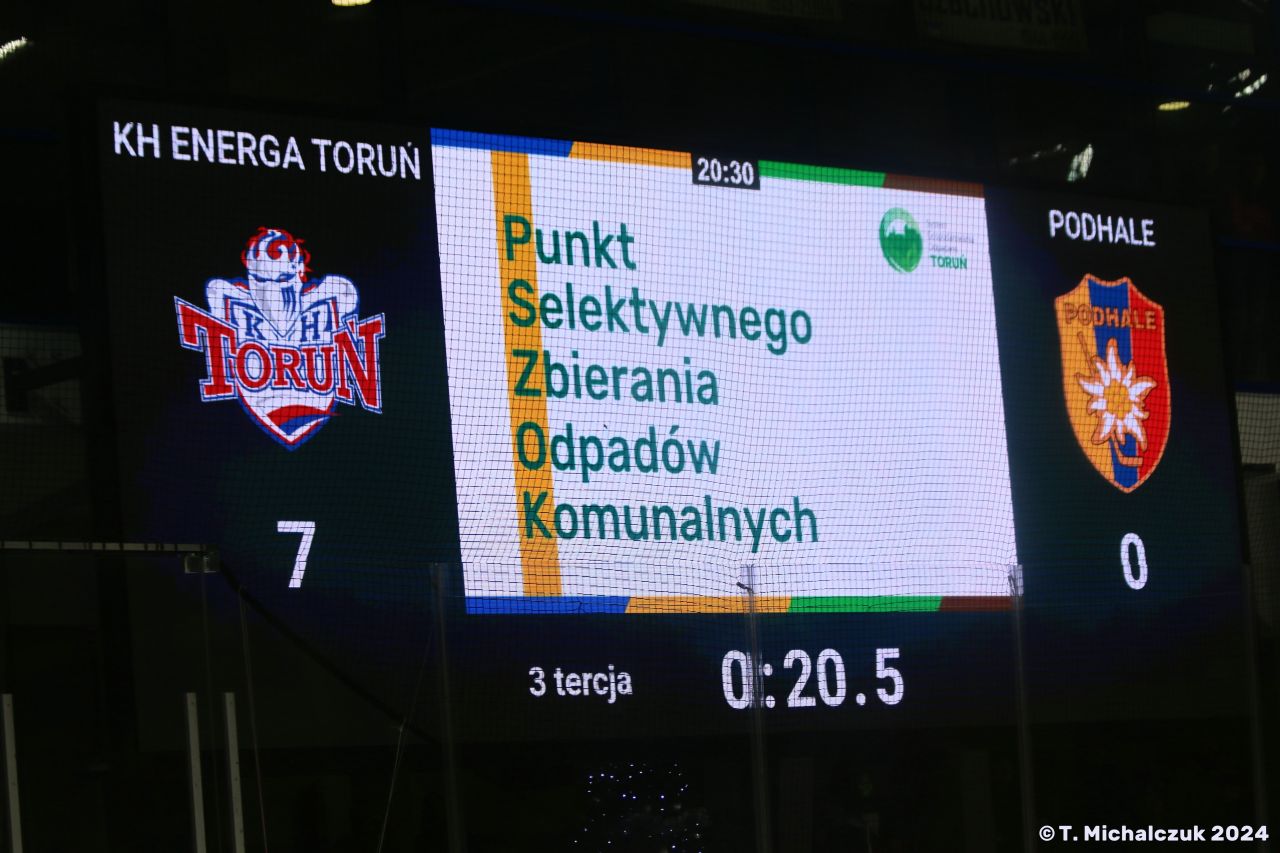 KH ENERGA TORUŃ
20:30
PODHALE
Punkt
Selektywnego
Zbierania
Odpadów
Komunalnych
TORUŃ
KH
TORUŃ
PODHALE
7
0
3 tercja
0:20.5
©T. Michalczuk 2024